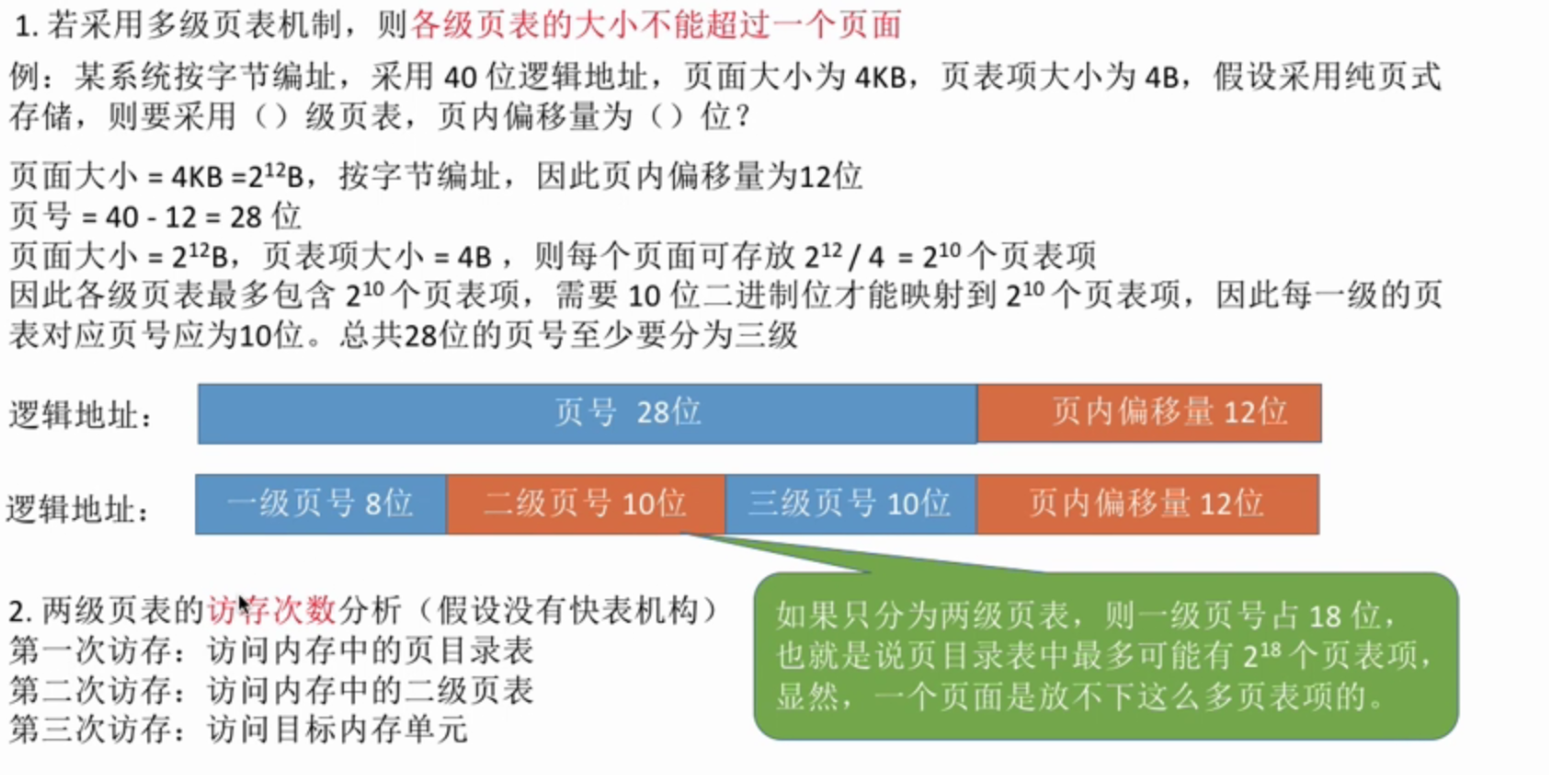 1. 若采用多级页表机制，则各级页表的大小不能超过一个页面
例：某系统按字节编址，采用 40 位逻辑地址，页面大小为 4KB，页表项大小为 4B，假设采用纯页式
存储，则要采用（）级页表，页内偏移量为（）位？
页面大小 = 4KB =2¹²B，按字节编址，因此页内偏移量为12位
页号 = 40 - 12 = 28 位
页面大小 = 2¹²B，页表项大小 = 4B ，则每个页面可存放 2¹² / 4 = 2¹⁰ 个页表项
因此各级页表最多包含 2¹⁰ 个页表项，需要 10 位二进制位才能映射到 2¹⁰ 个页表项，因此每一级的页
表对应页号应为10位。总共28位的页号至少要分为三级
逻辑地址：
页号 28位
页内偏移量 12位
逻辑地址：
一级页号 8位
二级页号 10位
三级页号 10位
页内偏移量 12位
2. 两级页表的访存次数分析（假设没有快表机构）
第一次访存：访问内存中的页目录表
第二次访存：访问内存中的二级页表
第三次访存：访问目标内存单元
如果只分为两级页表，则一级页号占 18 位，
也就是说页目录表中最多可能有 2¹⁸ 个页表项，
显然，一个页面是放不下这么多页表项的。